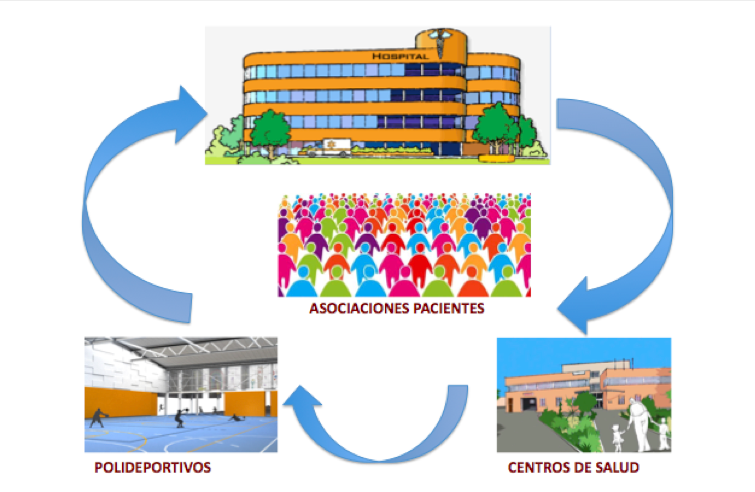 HOSPITAL
ASOCIACIONES PACIENTES
POLIDEPORTIVOS
CENTROS DE SALUD